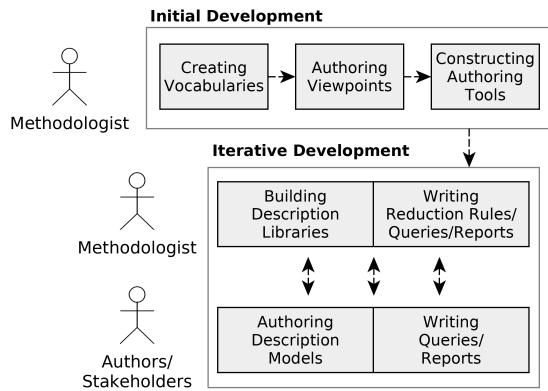 Initial Development
Creating
Vocabularies
Authoring
Viewpoints
Constructing
Authoring
Tools
Methodologist
Iterative Development
Building
Description
Libraries
Writing
Reduction Rules/
Queries/Reports
Methodologist
Authoring
Description
Models
Writing
Queries/
Reports
Authors/
Stakeholders